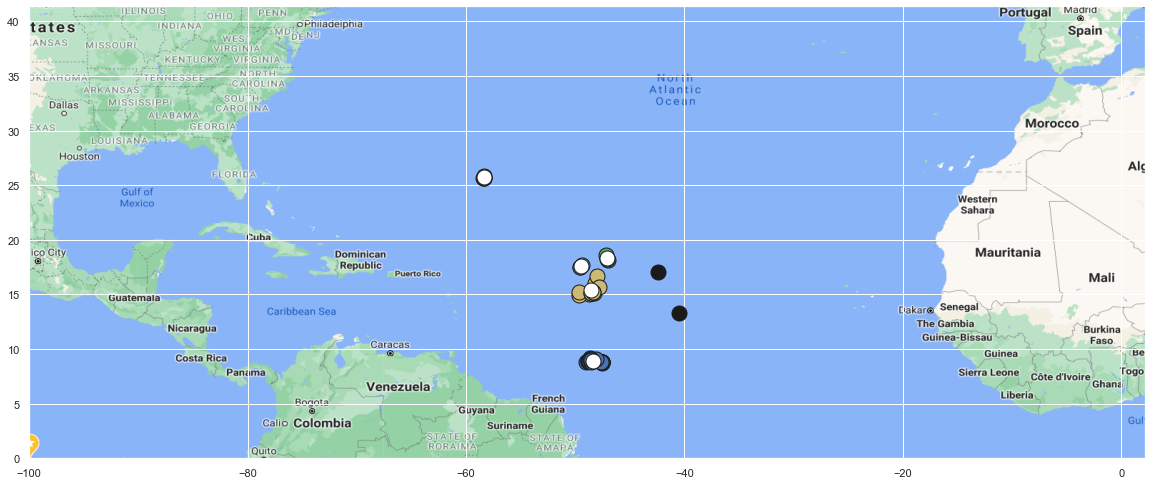 ILLINOIS
OHIO
PENN
Madrid
tates
INDIANA
Philadelphia
Portugal
40
MD
DE
NJ
Spain
ANSAS
MISSOURI
WEST
VIRGINIA
KENTUCKY
VIRGINIA
35
OKLAHOMA
TENNESSEE
NORTH
CAROLINA
North
Atlantic
Ocean
ARKANSAS
MISSISSIPPI
SOUTH
CAROLINA
Dallas
ALABAMA
Morocco
30
EXAS
GEORGIA
LOUISIANA
Houston
Alg
25
FLORIDA
Gulf of
Mexico
Western
Sahara
20
Cuba
ico City
Dominican
Republic
Mauritania
Puerto Rico
Mali
15
Guatemala
Caribbean Sea
Dakar
Senegal
Nicaragua
The Gambia
Burkina
Faso
Guinea-Bissau
10
Caracas
Costa Rica
Guinea
Be
Panama
Sierra Leone
Côte d'Ivoire
Togo
Venezuela
Ghana
5
Bogota
Guyana
French
Guiana
Liberia
Cali
Colombia
Suriname
Gulf
STATE OF
RORAIMA
STATE OF
AMAPA
Quito
0
−100
−80
−60
−40
−20
0